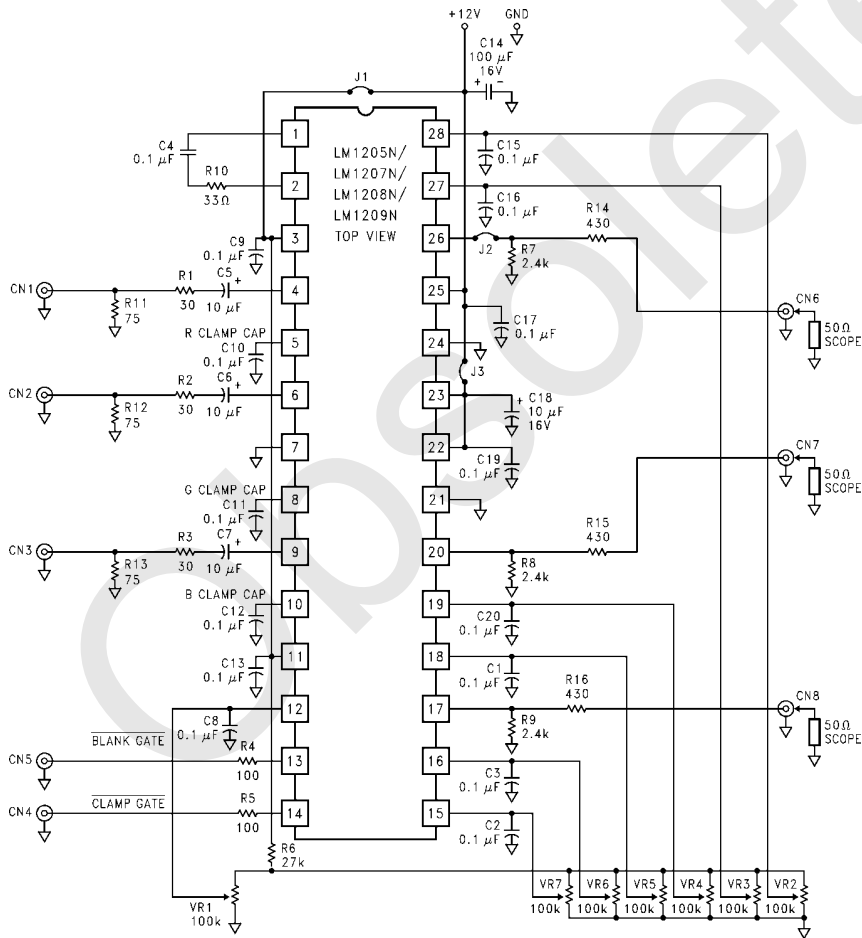 +12V
GND
C14
100 μF
16V
+
−
J1
C4
0.1 μF
R10
33Ω
1
2
3
4
5
6
7
8
9
10
11
12
13
14
LM1205N/
LM1207N/
LM1208N/
LM1209N
TOP VIEW
28
27
26
25
24
23
22
21
20
19
18
17
16
15
C15
0.1 μF
C16
0.1 μF
C9
0.1 μF
J2
R7
2.4k
R14
430
CN1
R11
75
R1
30
C5
+
10 μF
C17
0.1 μF
CN6
50Ω
SCOPE
R CLAMP CAP
C10
0.1 μF
J3
CN2
R12
75
R2
30
C6
+
10 μF
+
C18
10 μF
16V
C19
0.1 μF
CN7
50Ω
SCOPE
G CLAMP CAP
C11
0.1 μF
CN3
R13
75
R3
30
C7
+
10 μF
R8
2.4k
R15
430
B CLAMP CAP
C12
0.1 μF
C20
0.1 μF
C13
0.1 μF
C1
0.1 μF
C8
0.1 μF
R9
2.4k
R16
430
CN8
50Ω
SCOPE
BLANK GATE
CN5
R4
100
C3
0.1 μF
CLAMP GATE
CN4
R5
100
C2
0.1 μF
R6
27k
VR1
100k
VR7
100k
VR6
100k
VR5
100k
VR4
100k
VR3
100k
VR2
100k
Obsolete